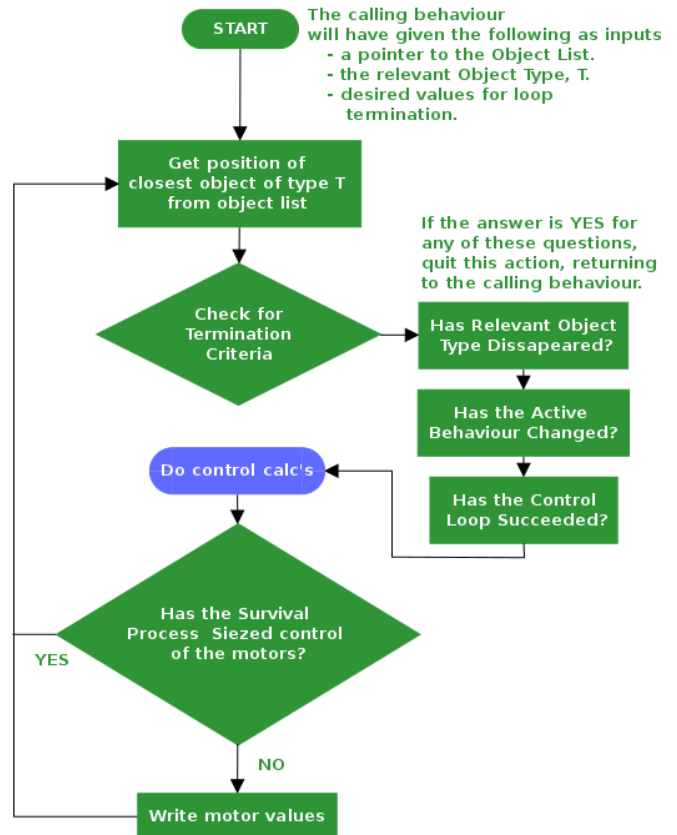 START
The calling behaviour
will have given the following as inputs
- a pointer to the Object List.
- the relevant Object Type, T.
- desired values for loop
termination.
Get position of
closest object of type T
from object list
If the answer is YES for
any of these questions,
quit this action, returning
to the calling behaviour.
Check for
Termination
Criteria
Has Relevant Object
Type Dissapeared?
Has the Active
Behaviour Changed?
Has the Control
Loop Succeeded?
Do control calc's
Has the Survival
Process Siezed control
of the motors?
YES
NO
Write motor values